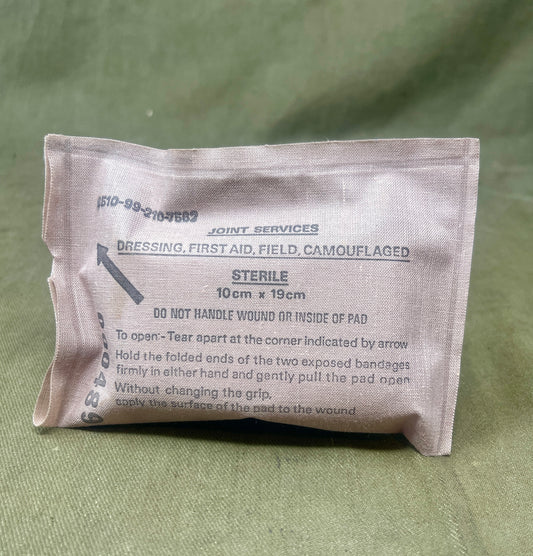 6510-99-210-7562
JOINT SERVICES
DRESSING, FIRST AID, FIELD, CAMOUFLAGED
STERILE
10cm x 19cm
DO NOT HANDLE WOUND OR INSIDE OF PAD
To open:-Tear apart at the corner indicated by arrow
Hold the folded ends of the two exposed bandages
firmly in either hand and gently pull the pad open
Without changing the grip,
apply the surface of the pad to the wound